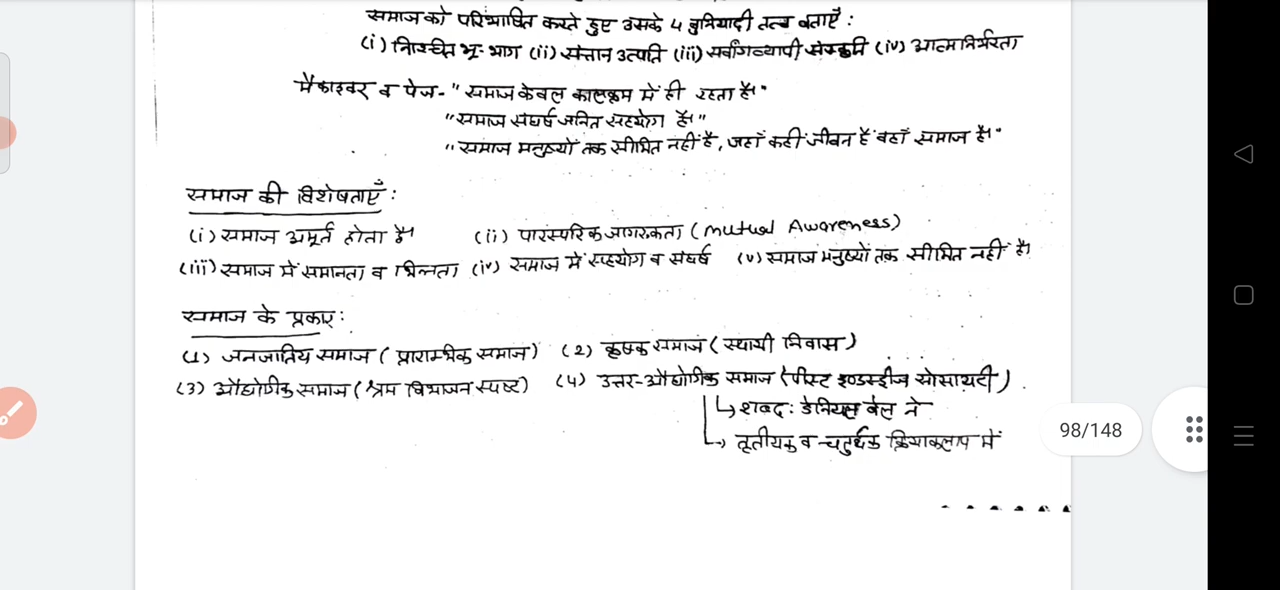 समाज को परिभाषित करते हुए उसके 4 बुनियादी तत्व बताएँ :
(i) निश्चित भू-भाग (ii) सन्तान उत्पति (iii) सर्वांगव्यापी संस्कृति (iv) आत्मनिर्भरता
मैकाइवर व पेज - "समाज केवल कालक्रम में ही रहता है।"
"समाज संघर्ष जनित सहयोग है।"
"समाज मनुष्यों तक सीमित नहीं है, जहाँ कहीं जीवन है वहाँ समाज है।"
समाज की विशेषताएँ :
(i) समाज अमूर्त होता है। (ii) पारस्परिक जागरुकता (Mutual Awareness)
(iii) समाज में समानता व भिन्नता (iv) समाज में सहयोग व संघर्ष (v) समाज मनुष्यों तक सीमित नहीं है।
समाज के प्रकार :
(1) जनजातिय समाज (प्रारम्भिक समाज) (2) कृषक समाज (स्थायी निवास)
(3) औद्योगिक समाज (श्रम विभाजन स्पष्ट) (4) उत्तर-औद्योगिक समाज (पोस्ट इण्डस्ट्रीज सोसायटी)
↳ शब्द : डेनियल बेल ने
↳ तृतीयक व चतुर्थक क्रियाकलाप में
98/148